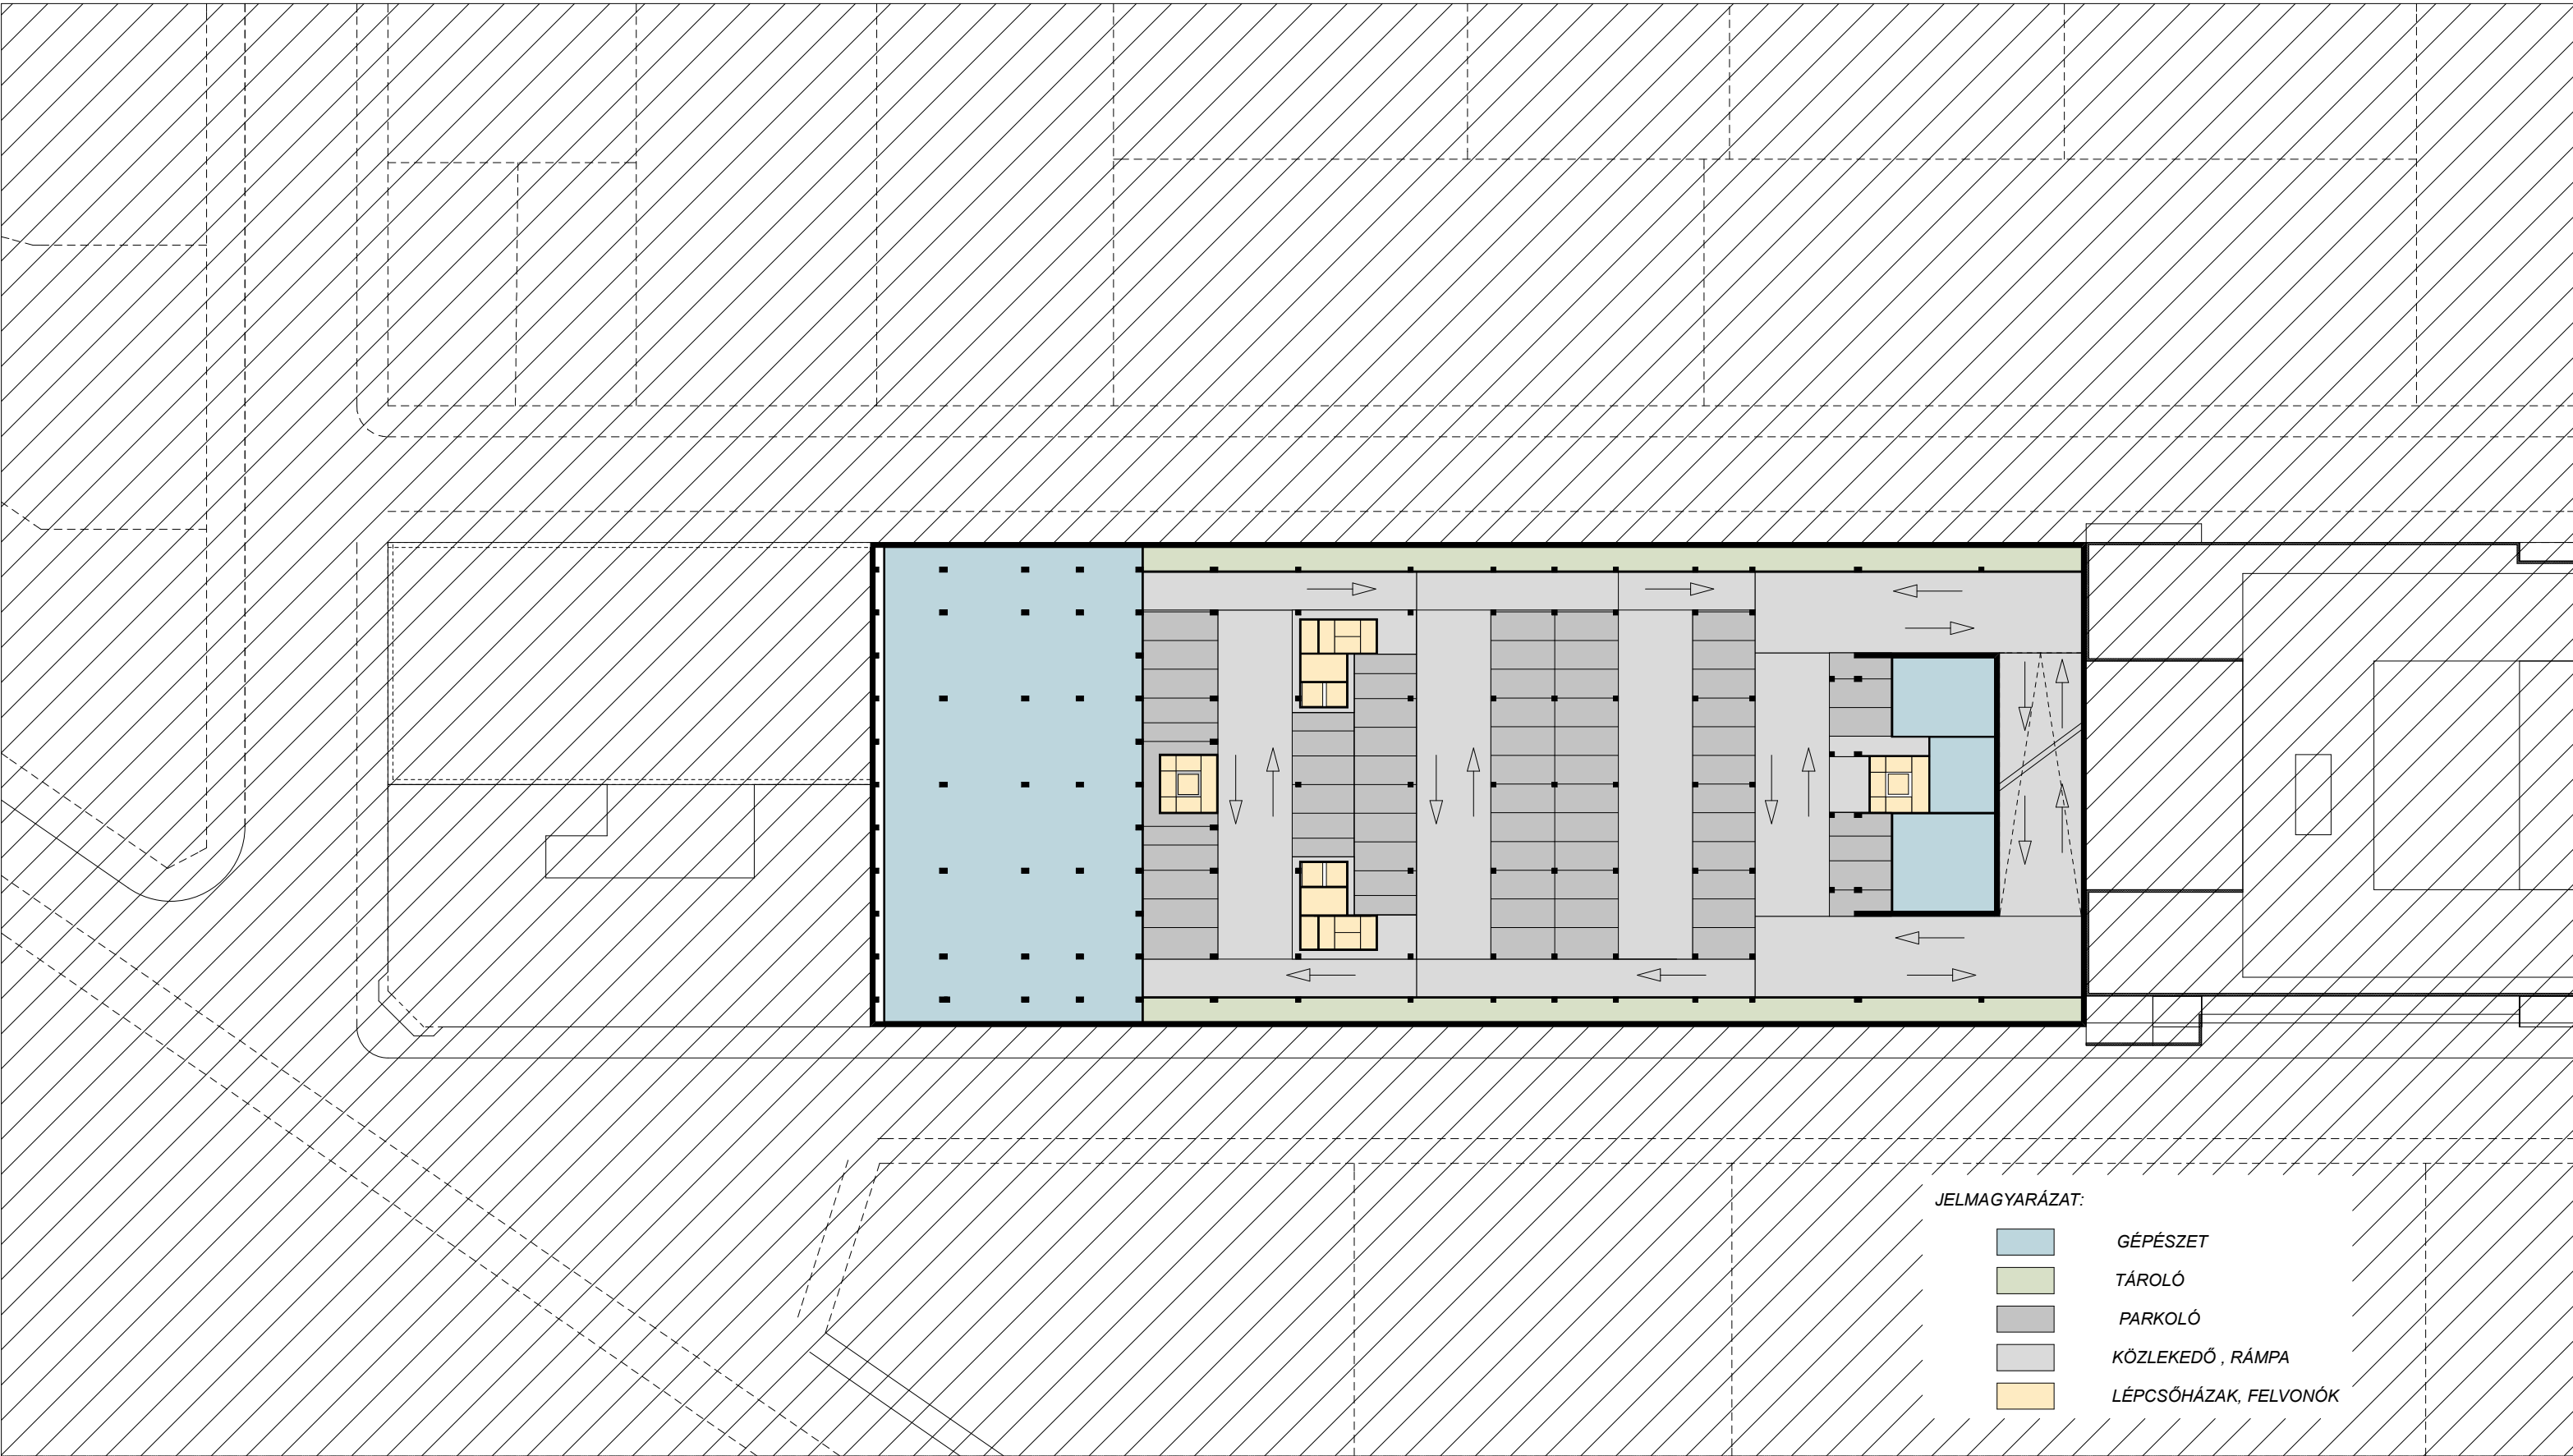 JELMAGYARÁZAT:
GÉPÉSZET
TÁROLÓ
PARKOLÓ
KÖZLEKEDŐ , RÁMPA
LÉPCSŐHÁZAK, FELVONÓK